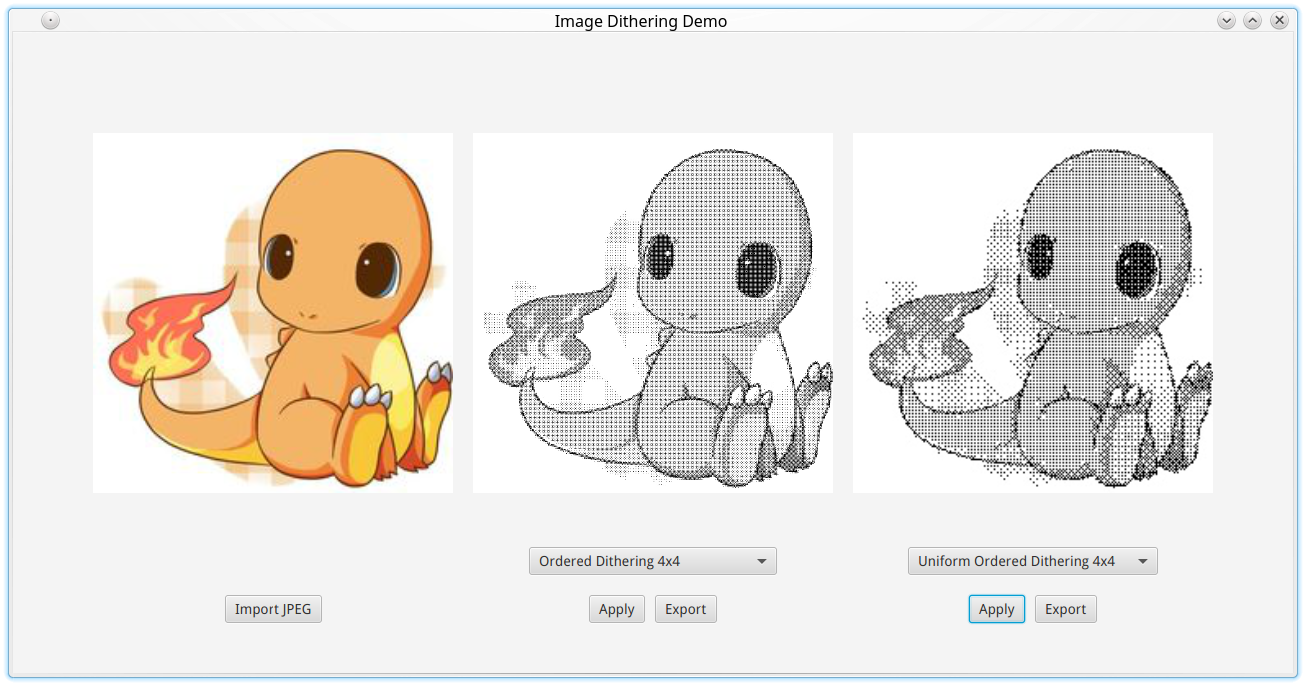 Image Dithering Demo
Ordered Dithering 4x4
Uniform Ordered Dithering 4x4
Import JPEG
Apply
Export
Apply
Export